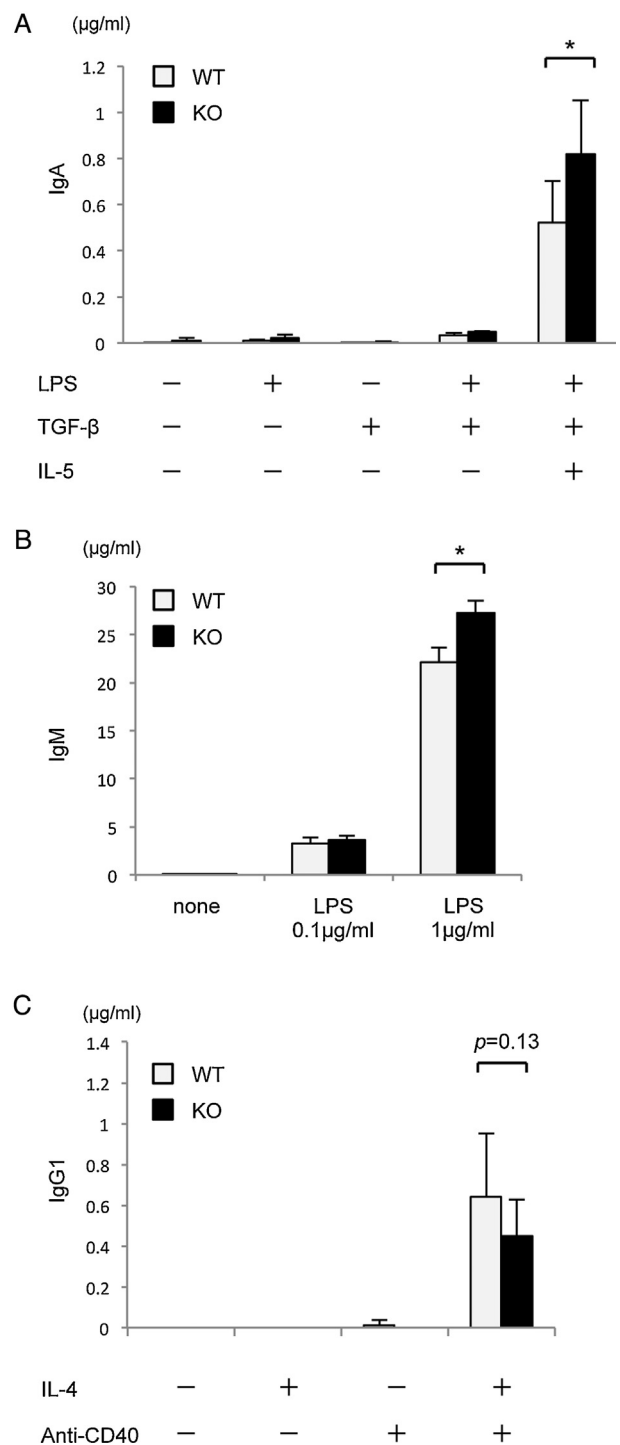 A
(µg/ml)
*
1.2
1
0.8
0.6
0.4
0.2
0
IgA
WT
KO
LPS – + – + +
TGF-β – – + + +
IL-5 – – – – +
B
(µg/ml)
*
30
25
20
15
10
5
0
IgM
WT
KO
none LPS LPS
0.1µg/ml 1µg/ml
C
(µg/ml)
p=0.13
1.4
1.2
1
0.8
0.6
0.4
0.2
0
IgG1
WT
KO
IL-4 – + – +
Anti-CD40 – – + +